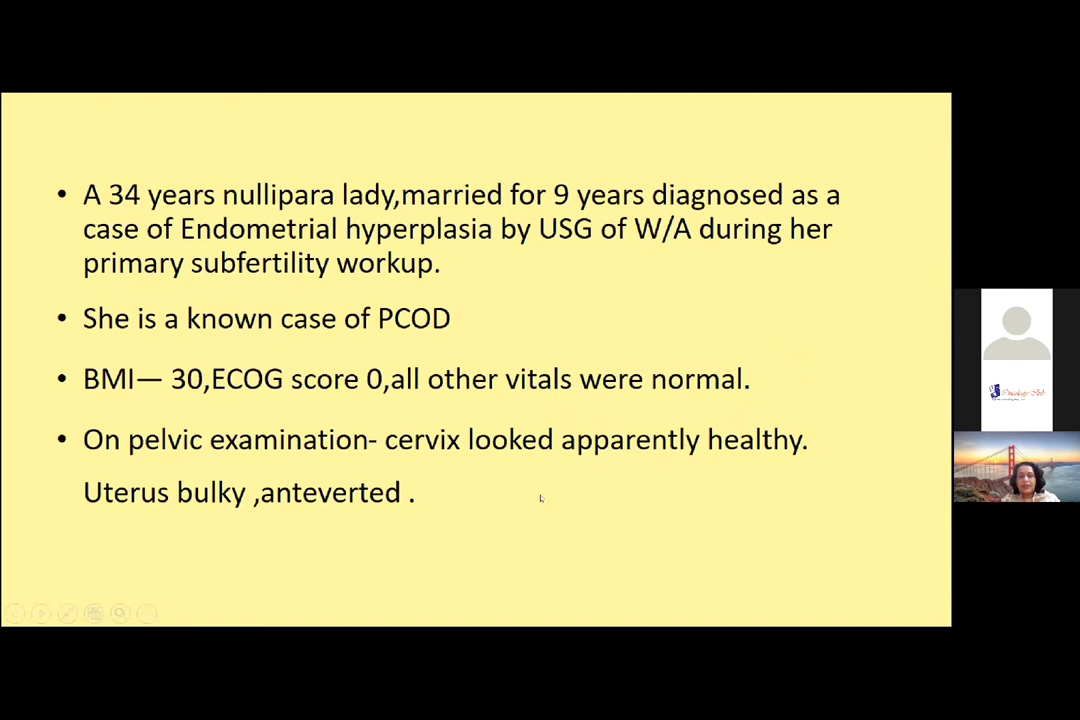 • A 34 years nullipara lady,married for 9 years diagnosed as a
case of Endometrial hyperplasia by USG of W/A during her
primary subfertility workup.
• She is a known case of PCOD
• BMI— 30,ECOG score 0,all other vitals were normal.
• On pelvic examination- cervix looked apparently healthy.
Uterus bulky ,anteverted .